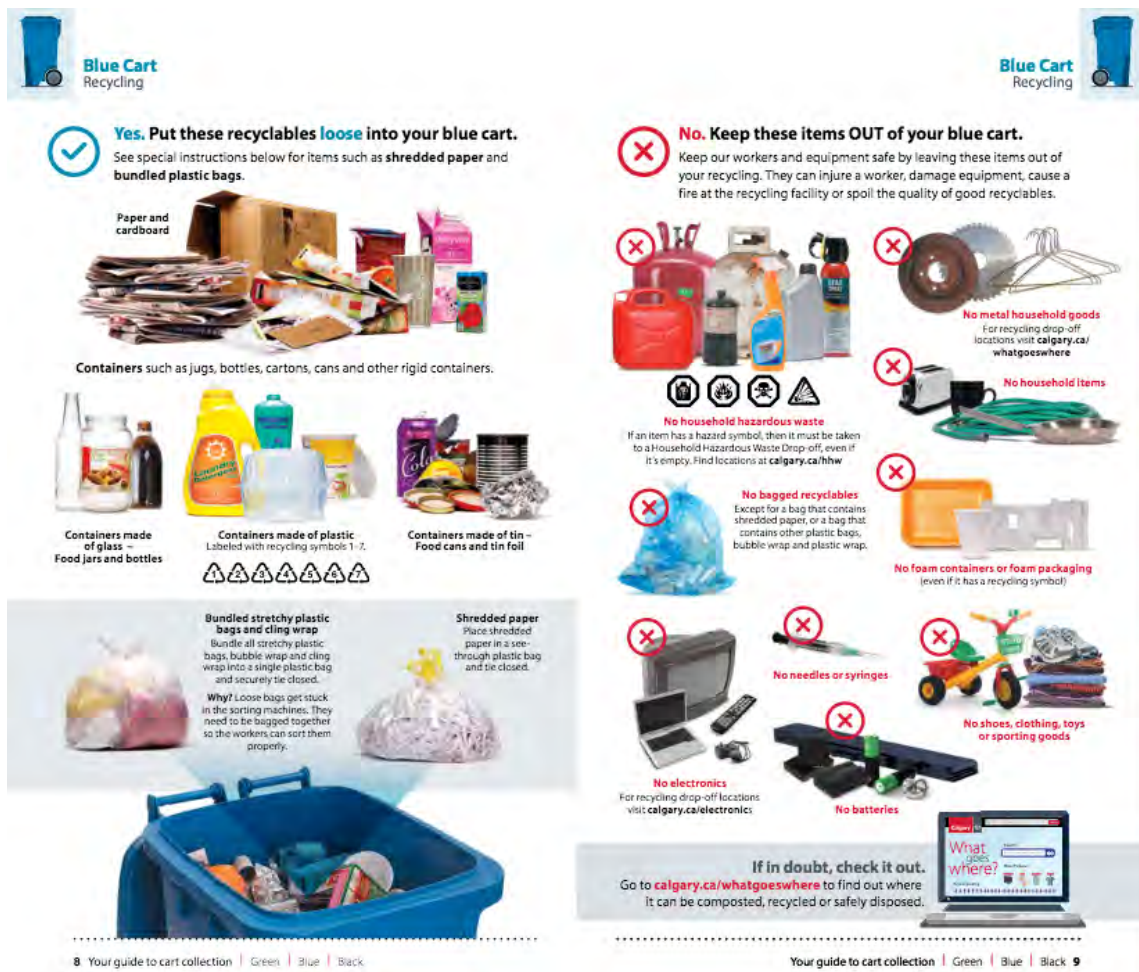 Blue Cart
Recycling
Yes. Put these recyclables loose into your blue cart.
See special instructions below for items such as shredded paper and
bundled plastic bags.
Paper and
cardboard
Containers such as jugs, bottles, cartons, cans and other rigid containers.
Containers made
of glass –
Food jars and bottles
Containers made of plastic
Labeled with recycling symbols 1-7.
1 2 3 4 5 6 7
Containers made of tin –
Food cans and tin foil
Bundled stretchy plastic
bags and cling wrap
Bundle all stretchy plastic
bags, bubble wrap and cling
wrap into a single plastic bag
and securely tie closed.
Why? Loose bags get stuck
in the sorting machines. They
need to be bagged together
so the workers can sort them
properly.
Shredded paper
Place shredded
paper in a see-
through plastic bag
and tie closed.
8 Your guide to cart collection | Green | Blue | Black
Blue Cart
Recycling
No. Keep these items OUT of your blue cart.
Keep our workers and equipment safe by leaving these items out of
your recycling. They can injure a worker, damage equipment, cause a
fire at the recycling facility or spoil the quality of good recyclables.
No household hazardous waste
If an item has a hazard symbol, then it must be taken
to a Household Hazardous Waste Drop-off, even if
it's empty. Find locations at calgary.ca/hhw
No metal household goods
For recycling drop-off
locations visit calgary.ca/
whatgoeswhere
No household items
No bagged recyclables
Except for a bag that contains
shredded paper, or a bag that
contains other plastic bags,
bubble wrap and plastic wrap.
No foam containers or foam packaging
(even if it has a recycling symbol)
No needles or syringes
No shoes, clothing, toys
or sporting goods
No electronics
For recycling drop-off locations
visit calgary.ca/electronics
No batteries
If in doubt, check it out.
Go to calgary.ca/whatgoeswhere to find out where
it can be composted, recycled or safely disposed.
Calgary
What
goes
where?
Your guide to cart collection | Green | Blue | Black 9